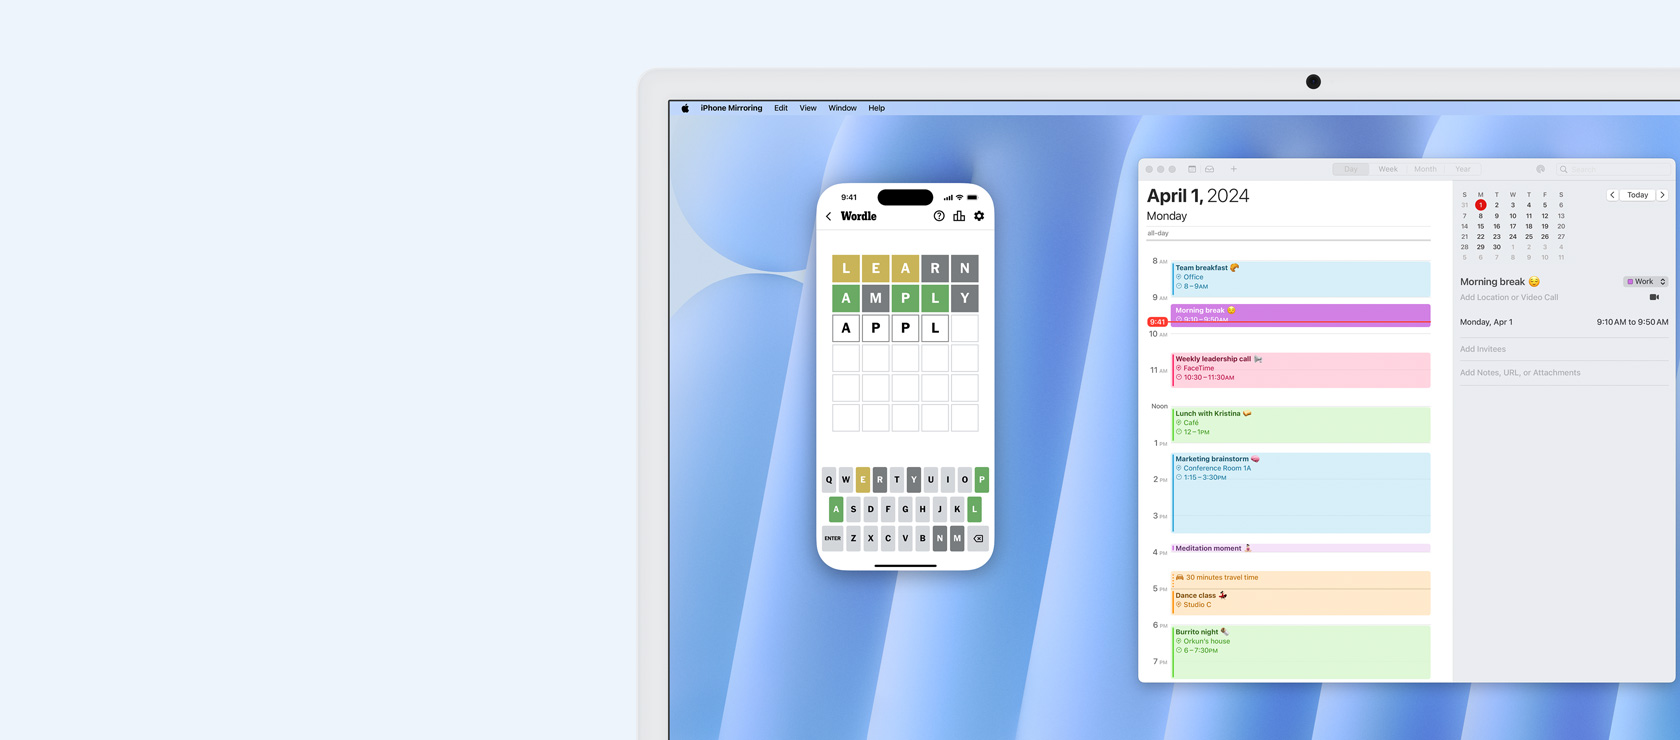 iPhone Mirroring Edit View Window Help
9:41
Wordle
L E A R N
A M P L Y
A P P L
Q W E R T Y U I O P
A S D F G H J K L
ENTER Z X C V B N M
Day Week Month Year Search
April 1, 2024
Monday
all-day
8 AM
Team breakfast
Office
8–9AM
9 AM
Morning break
9:10–9:50AM
9:41
10 AM
Weekly leadership call
FaceTime
10:30–11:30AM
11 AM
Noon
Lunch with Kristina
Café
12–1PM
1 PM
Marketing brainstorm
Conference Room 1A
1:15–3:30PM
2 PM
3 PM
Meditation moment
4 PM
30 minutes travel time
5 PM
Dance class
Studio C
6 PM
Burrito night
Orkun's house
6–7:30PM
7 PM
S M T W T F S
31 1 2 3 4 5 6
7 8 9 10 11 12 13
14 15 16 17 18 19 20
21 22 23 24 25 26 27
28 29 30 1 2 3 4
5 6 7 8 9 10 11
Today
Morning break
Work
Add Location or Video Call
Monday, Apr 1 9:10 AM to 9:50 AM
Add Invitees
Add Notes, URL, or Attachments